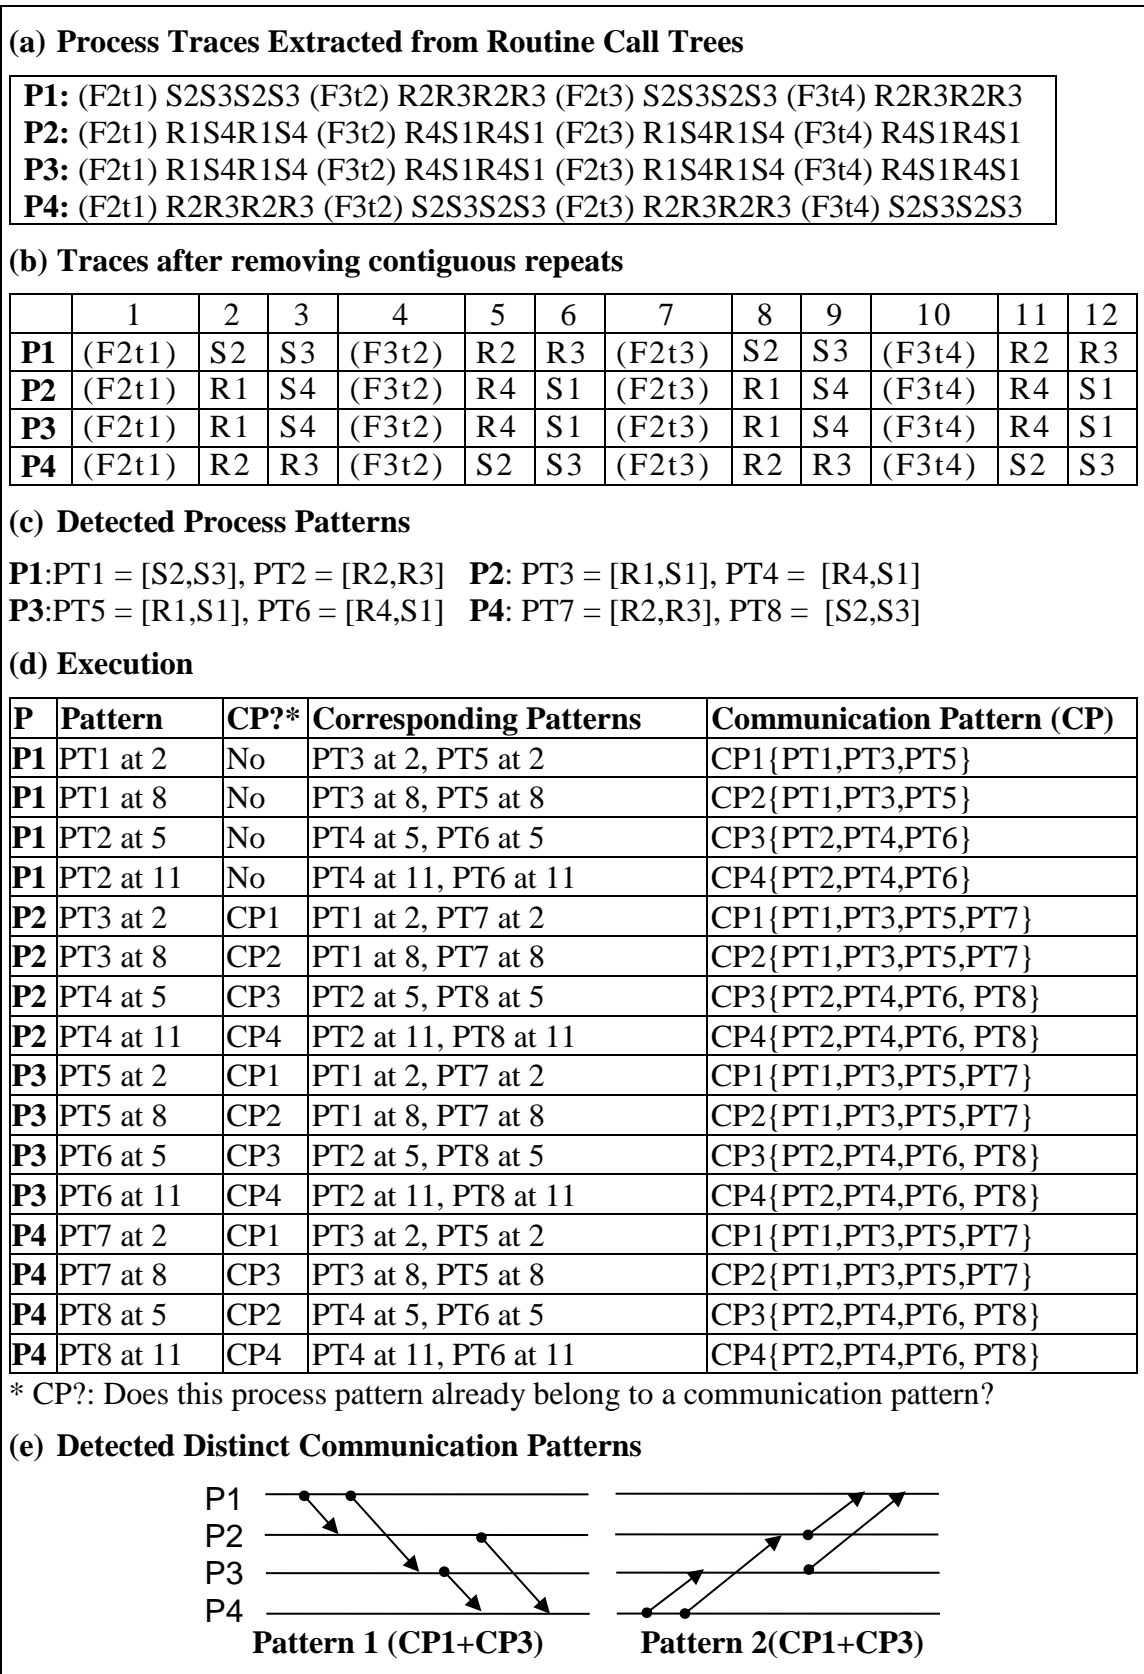 (a) Process Traces Extracted from Routine Call Trees
P1: (F2t1) S2S3S2S3 (F3t2) R2R3R2R3 (F2t3) S2S3S2S3 (F3t4) R2R3R2R3
P2: (F2t1) R1S4R1S4 (F3t2) R4S1R4S1 (F2t3) R1S4R1S4 (F3t4) R4S1R4S1
P3: (F2t1) R1S4R1S4 (F3t2) R4S1R4S1 (F2t3) R1S4R1S4 (F3t4) R4S1R4S1
P4: (F2t1) R2R3R2R3 (F3t2) S2S3S2S3 (F2t3) R2R3R2R3 (F3t4) S2S3S2S3
(b) Traces after removing contiguous repeats
1 2 3 4 5 6 7 8 9 10 11 12
P1 (F2t1) S2 S3 (F3t2) R2 R3 (F2t3) S2 S3 (F3t4) R2 R3
P2 (F2t1) R1 S4 (F3t2) R4 S1 (F2t3) R1 S4 (F3t4) R4 S1
P3 (F2t1) R1 S4 (F3t2) R4 S1 (F2t3) R1 S4 (F3t4) R4 S1
P4 (F2t1) R2 R3 (F3t2) S2 S3 (F2t3) R2 R3 (F3t4) S2 S3
(c) Detected Process Patterns
P1:PT1 = [S2,S3], PT2 = [R2,R3] P2: PT3 = [R1,S1], PT4 = [R4,S1]
P3:PT5 = [R1,S1], PT6 = [R4,S1] P4: PT7 = [R2,R3], PT8 = [S2,S3]
(d) Execution
P Pattern CP?* Corresponding Patterns Communication Pattern (CP)
P1 PT1 at 2 No PT3 at 2, PT5 at 2 CP1{PT1,PT3,PT5}
P1 PT1 at 8 No PT3 at 8, PT5 at 8 CP2{PT1,PT3,PT5}
P1 PT2 at 5 No PT4 at 5, PT6 at 5 CP3{PT2,PT4,PT6}
P1 PT2 at 11 No PT4 at 11, PT6 at 11 CP4{PT2,PT4,PT6}
P2 PT3 at 2 CP1 PT1 at 2, PT7 at 2 CP1{PT1,PT3,PT5,PT7}
P2 PT3 at 8 CP2 PT1 at 8, PT7 at 8 CP2{PT1,PT3,PT5,PT7}
P2 PT4 at 5 CP3 PT2 at 5, PT8 at 5 CP3{PT2,PT4,PT6, PT8}
P2 PT4 at 11 CP4 PT2 at 11, PT8 at 11 CP4{PT2,PT4,PT6, PT8}
P3 PT5 at 2 CP1 PT1 at 2, PT7 at 2 CP1{PT1,PT3,PT5,PT7}
P3 PT5 at 8 CP2 PT1 at 8, PT7 at 8 CP2{PT1,PT3,PT5,PT7}
P3 PT6 at 5 CP3 PT2 at 5, PT8 at 5 CP3{PT2,PT4,PT6, PT8}
P3 PT6 at 11 CP4 PT2 at 11, PT8 at 11 CP4{PT2,PT4,PT6, PT8}
P4 PT7 at 2 CP1 PT3 at 2, PT5 at 2 CP1{PT1,PT3,PT5,PT7}
P4 PT7 at 8 CP3 PT3 at 8, PT5 at 8 CP2{PT1,PT3,PT5,PT7}
P4 PT8 at 5 CP2 PT4 at 5, PT6 at 5 CP3{PT2,PT4,PT6, PT8}
P4 PT8 at 11 CP4 PT4 at 11, PT6 at 11 CP4{PT2,PT4,PT6, PT8}
* CP?: Does this process pattern already belong to a communication pattern?
(e) Detected Distinct Communication Patterns
P1
P2
P3
P4
Pattern 1 (CP1+CP3) Pattern 2(CP1+CP3)